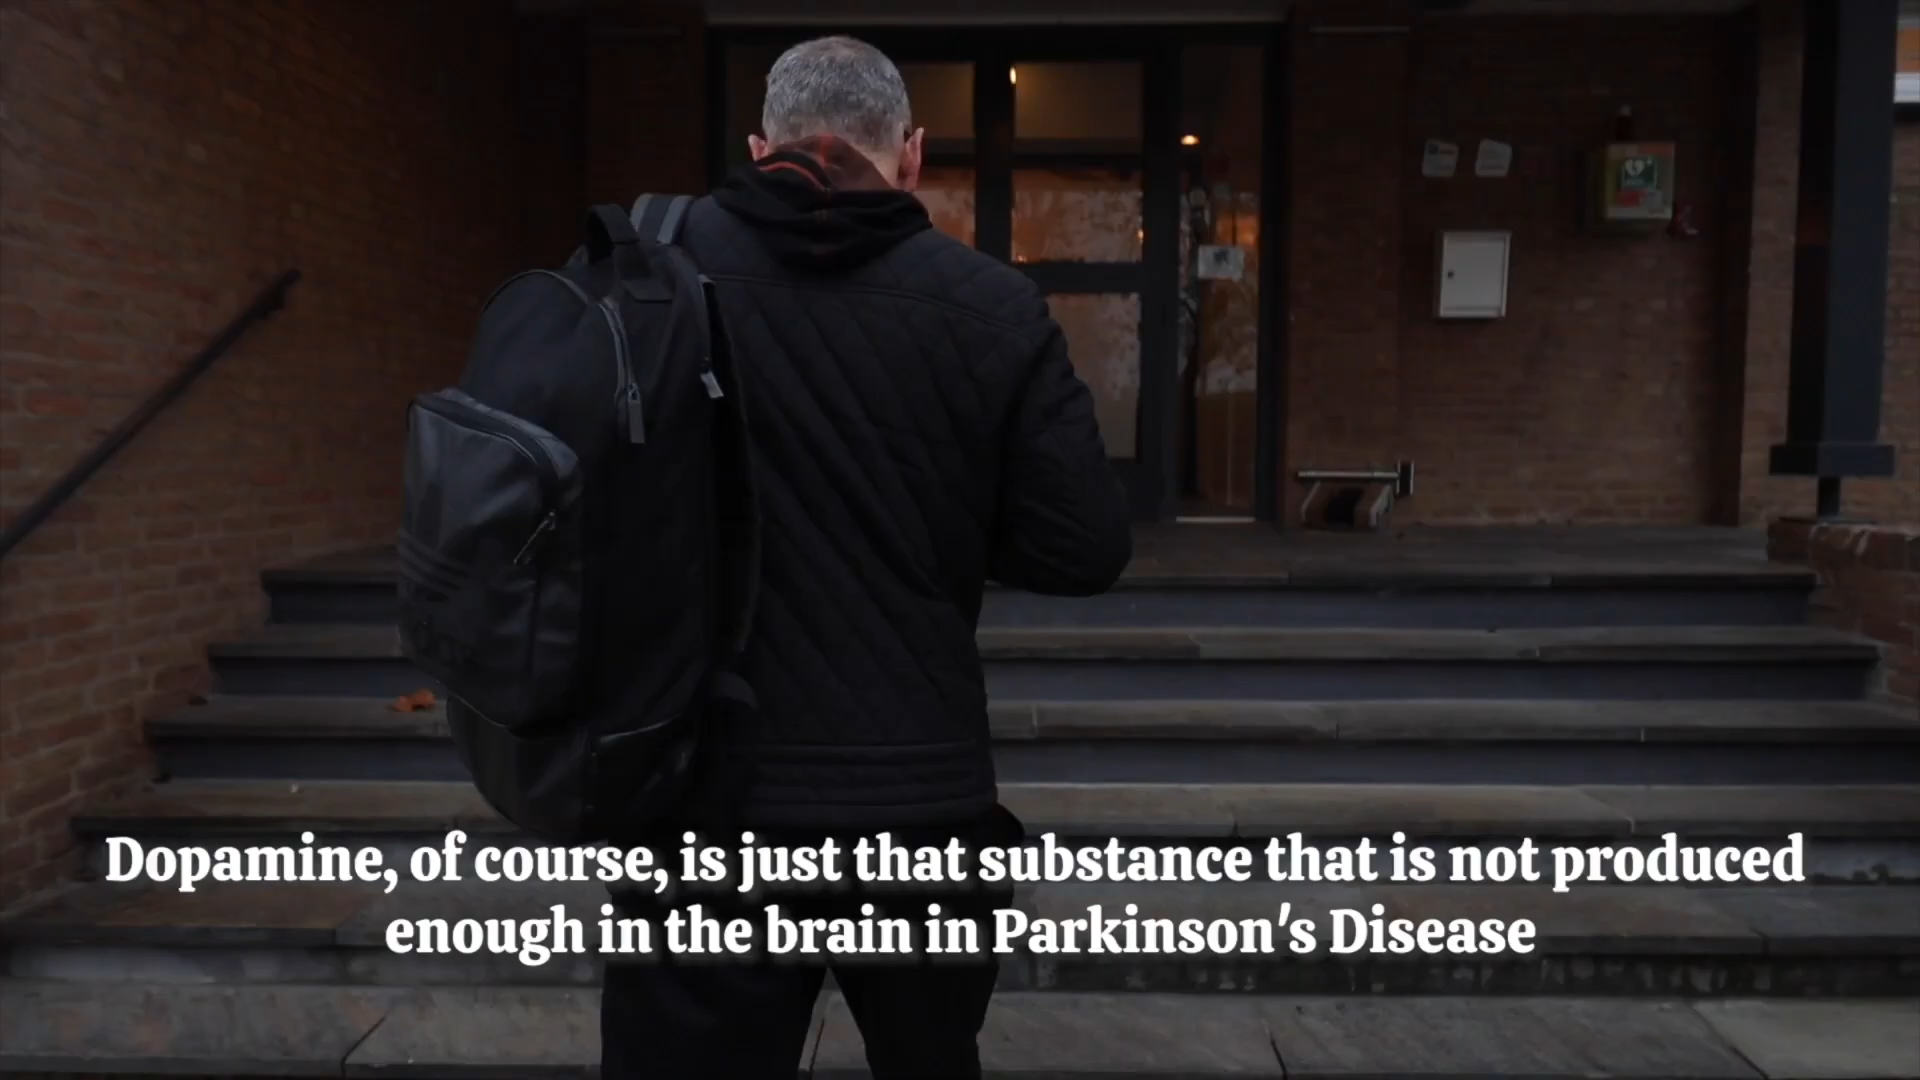 Dopamine, of course, is just that substance that is not produced
enough in the brain in Parkinson's Disease